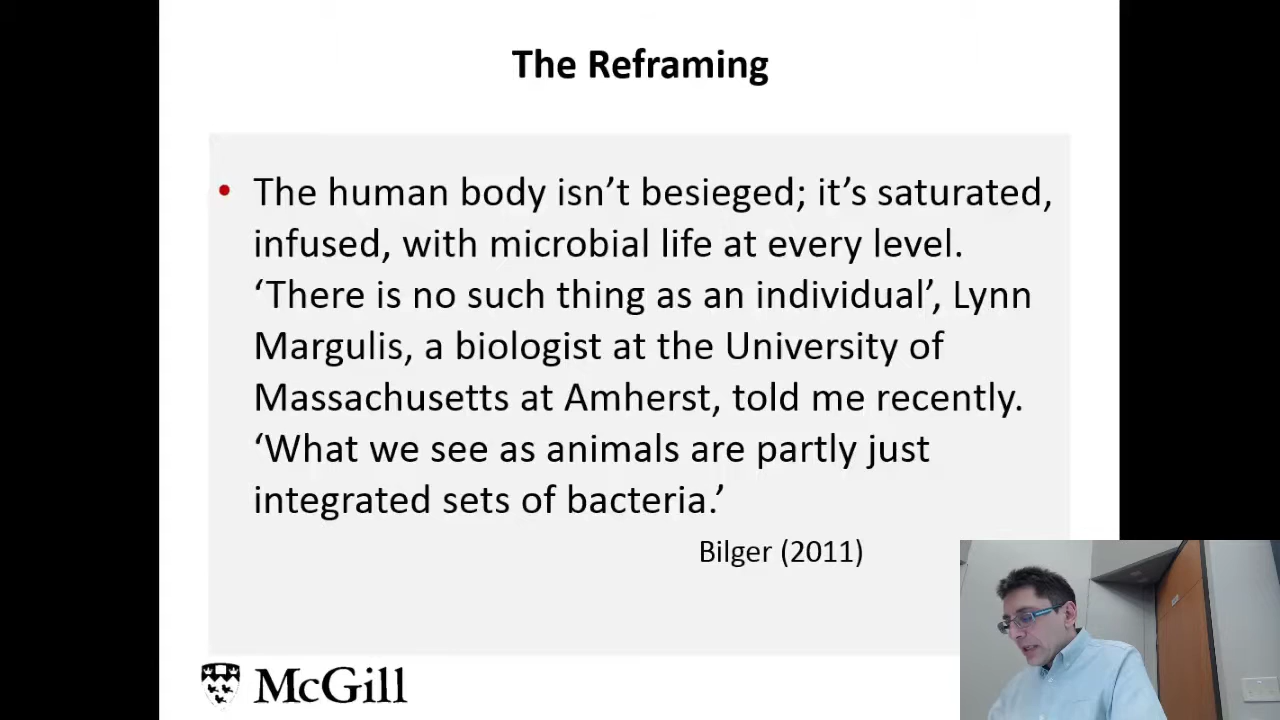 The Reframing
• The human body isn’t besieged; it’s saturated,
infused, with microbial life at every level.
‘There is no such thing as an individual’, Lynn
Margulis, a biologist at the University of
Massachusetts at Amherst, told me recently.
‘What we see as animals are partly just
integrated sets of bacteria.’
Bilger (2011)
McGill